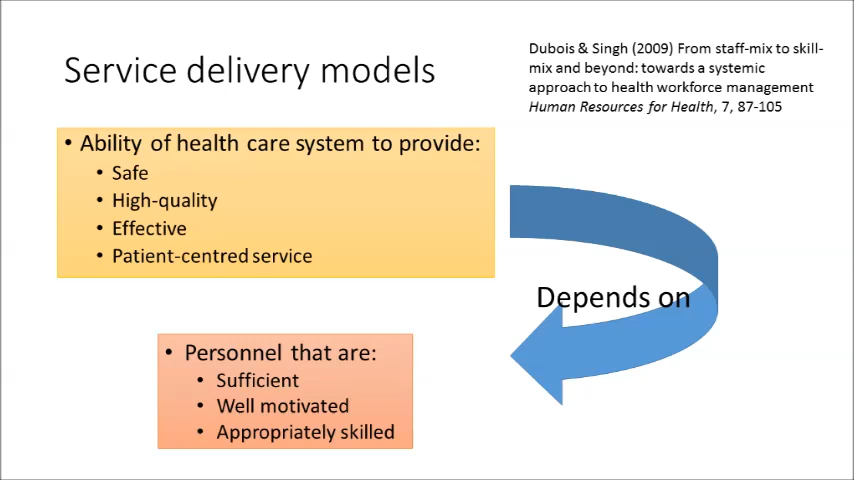 Service delivery models
Dubois & Singh (2009) From staff-mix to skill-
mix and beyond: towards a systemic
approach to health workforce management
Human Resources for Health, 7, 87-105
• Ability of health care system to provide:
• Safe
• High-quality
• Effective
• Patient-centred service
Depends on
• Personnel that are:
• Sufficient
• Well motivated
• Appropriately skilled